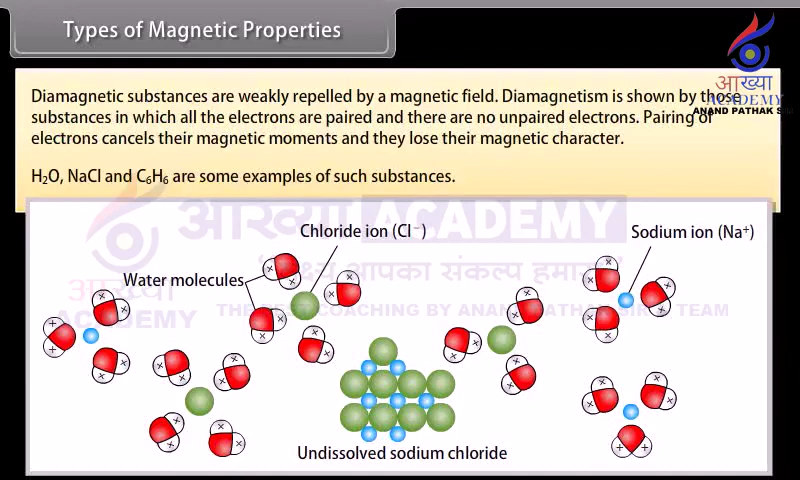 Types of Magnetic Properties
आख्या
ACADEMY
ANAND PATHAK SIR
Diamagnetic substances are weakly repelled by a magnetic field. Diamagnetism is shown by those
substances in which all the electrons are paired and there are no unpaired electrons. Pairing of
electrons cancels their magnetic moments and they lose their magnetic character.
H₂O, NaCl and C₆H₆ are some examples of such substances.
आख्या ACADEMY
Chloride ion (Cl⁻)
Sodium ion (Na⁺)
Water molecules
आपका संकल्प
आख्या
ACADEMY
COACHING BY
TEAM
Undissolved sodium chloride